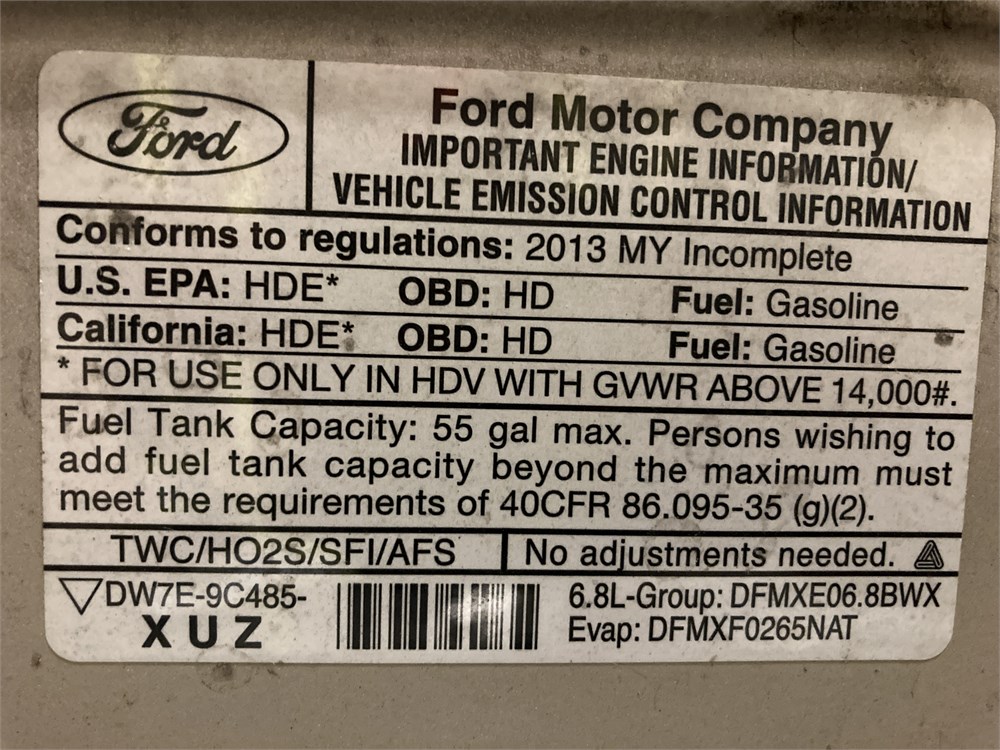 Ford
Ford Motor Company
IMPORTANT ENGINE INFORMATION/
VEHICLE EMISSION CONTROL INFORMATION
Conforms to regulations: 2013 MY Incomplete
U.S. EPA: HDE* OBD: HD Fuel: Gasoline
California: HDE* OBD: HD Fuel: Gasoline
* FOR USE ONLY IN HDV WITH GVWR ABOVE 14,000#.
Fuel Tank Capacity: 55 gal max. Persons wishing to
add fuel tank capacity beyond the maximum must
meet the requirements of 40CFR 86.095-35 (g)(2).
TWC/HO2S/SFI/AFS No adjustments needed.
DW7E-9C485-
XUZ
6.8L-Group: DFMXE06.8BWX
Evap: DFMXF0265NAT